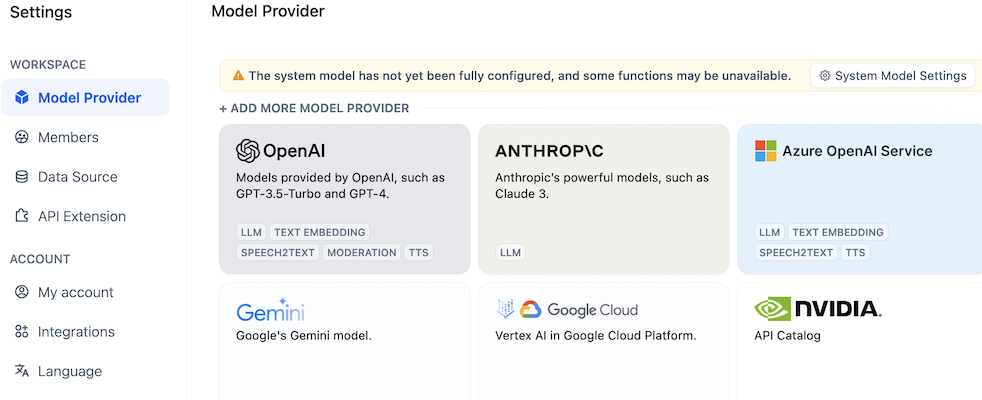 Settings
WORKSPACE
Model Provider
Members
Data Source
API Extension
ACCOUNT
My account
Integrations
Language
Model Provider
The system model has not yet been fully configured, and some functions may be unavailable.
System Model Settings
+ ADD MORE MODEL PROVIDER
OpenAI
Models provided by OpenAI, such as
GPT-3.5-Turbo and GPT-4.
LLM TEXT EMBEDDING
SPEECH2TEXT MODERATION TTS
ANTHROP\C
Anthropic's powerful models, such as
Claude 3.
LLM
Azure OpenAI Service
LLM TEXT EMBEDDING
SPEECH2TEXT TTS
Gemini
Google's Gemini model.
Google Cloud
Vertex AI in Google Cloud Platform.
NVIDIA.
API Catalog